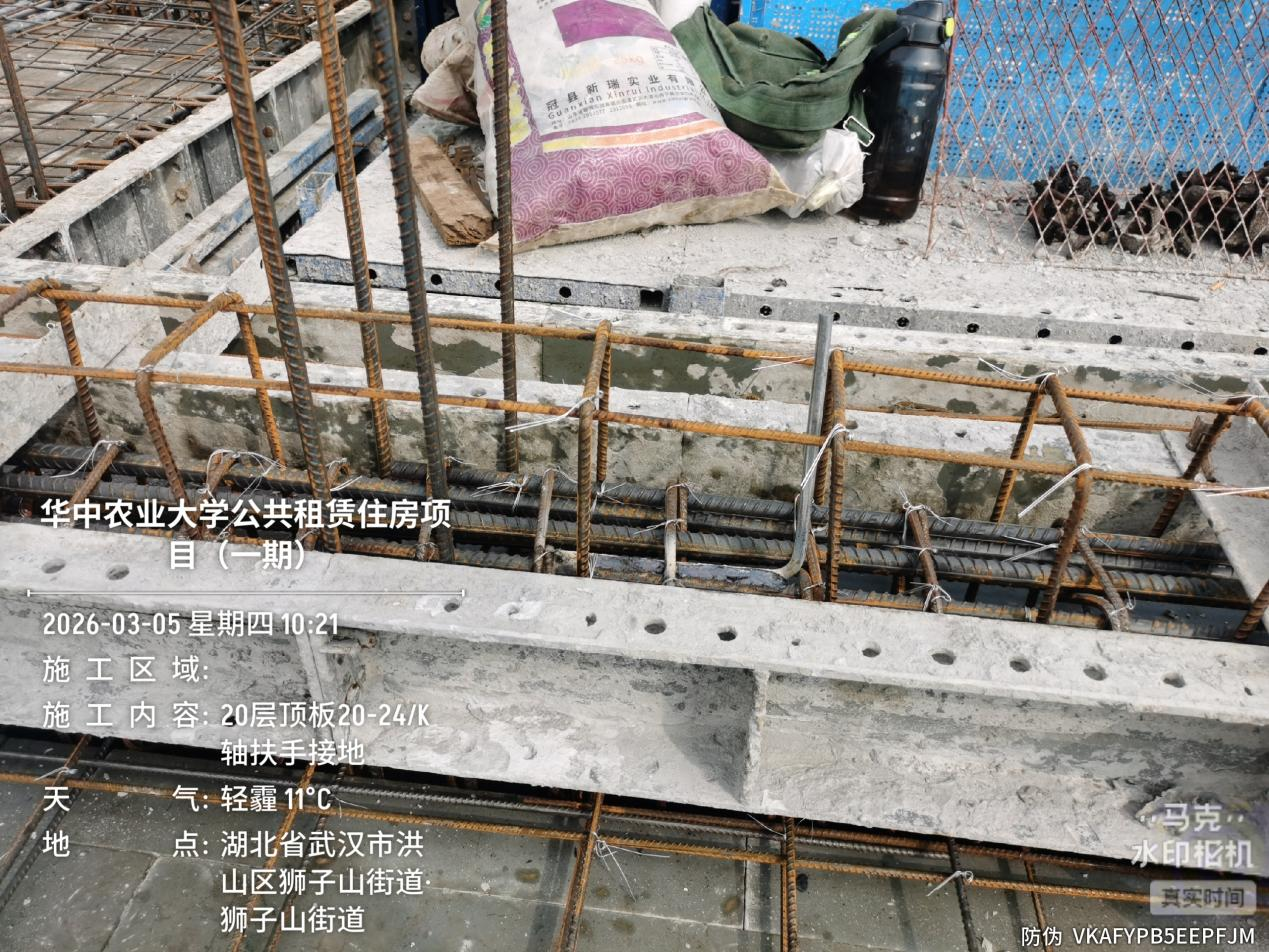 冠县新瑞实业有
Guanxian Xinrui Industri
华中农业大学公共租赁住房项
目（一期）
2026-03-05 星期四 10:21
施工区域:
施工内容: 20层顶板20-24/K
轴扶手接地
天气: 轻霾 11°C
地点: 湖北省武汉市洪
山区狮子山街道·
狮子山街道
马克
水印相机
真实时间
防伪 VKAFYPB5EEPFJM